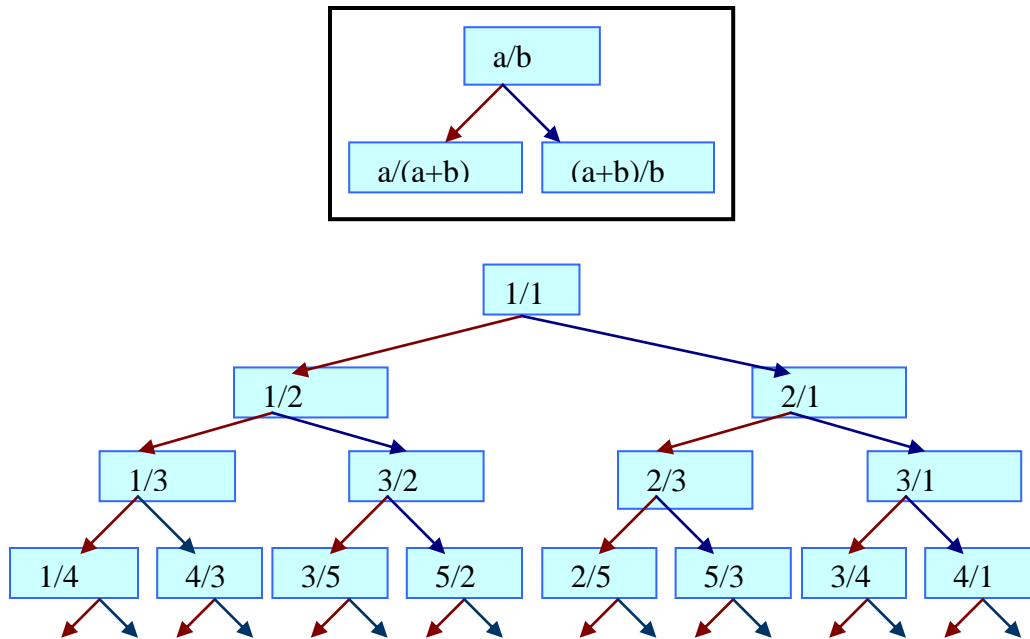 a/b
a/(a+b) (a+b)/b
1/1
1/2 2/1
1/3 3/2 2/3 3/1
1/4 4/3 3/5 5/2 2/5 5/3 3/4 4/1